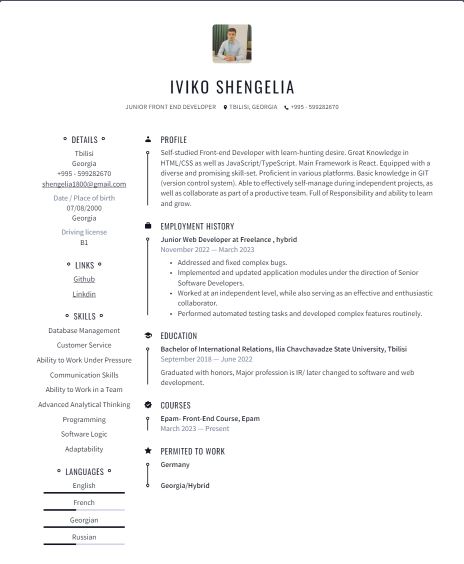 IVIKO SHENGELIA
JUNIOR FRONT END DEVELOPER TBILISI, GEORGIA +995 - 599282670
DETAILS
Tbilisi
Georgia
+995 - 599282670
shengelia1800@gmail.com
Date / Place of birth
07/08/2000
Georgia
Driving license
B1
LINKS
Github
Linkdin
SKILLS
Database Management
Customer Service
Ability to Work Under Pressure
Communication Skills
Ability to Work in a Team
Advanced Analytical Thinking
Programming
Software Logic
Adaptability
LANGUAGES
English
French
Georgian
Russian
PROFILE
Self-studied Front-end Developer with learn-hunting desire. Great Knowledge in
HTML/CSS as well as JavaScript/TypeScript. Main Framework is React. Equipped with a
diverse and promising skill-set. Proficient in various platforms. Basic knowledge in GIT
(version control system). Able to effectively self-manage during independent projects, as
well as collaborate as part of a productive team. Full of Responsibility and ability to learn
and grow.
EMPLOYMENT HISTORY
Junior Web Developer at Freelance , hybrid
November 2022 — March 2023
• Addressed and fixed complex bugs.
• Implemented and updated application modules under the direction of Senior
Software Developers.
• Worked at an independent level, while also serving as an effective and enthusiastic
collaborator.
• Performed automated testing tasks and developed complex features routinely.
EDUCATION
Bachelor of International Relations, Ilia Chavchavadze State University, Tbilisi
September 2018 — June 2022
Graduated with honors, Major profession is IR/ later changed to software and web
development.
COURSES
Epam- Front-End Course, Epam
March 2023 — Present
PERMITED TO WORK
Germany
Georgia/Hybrid